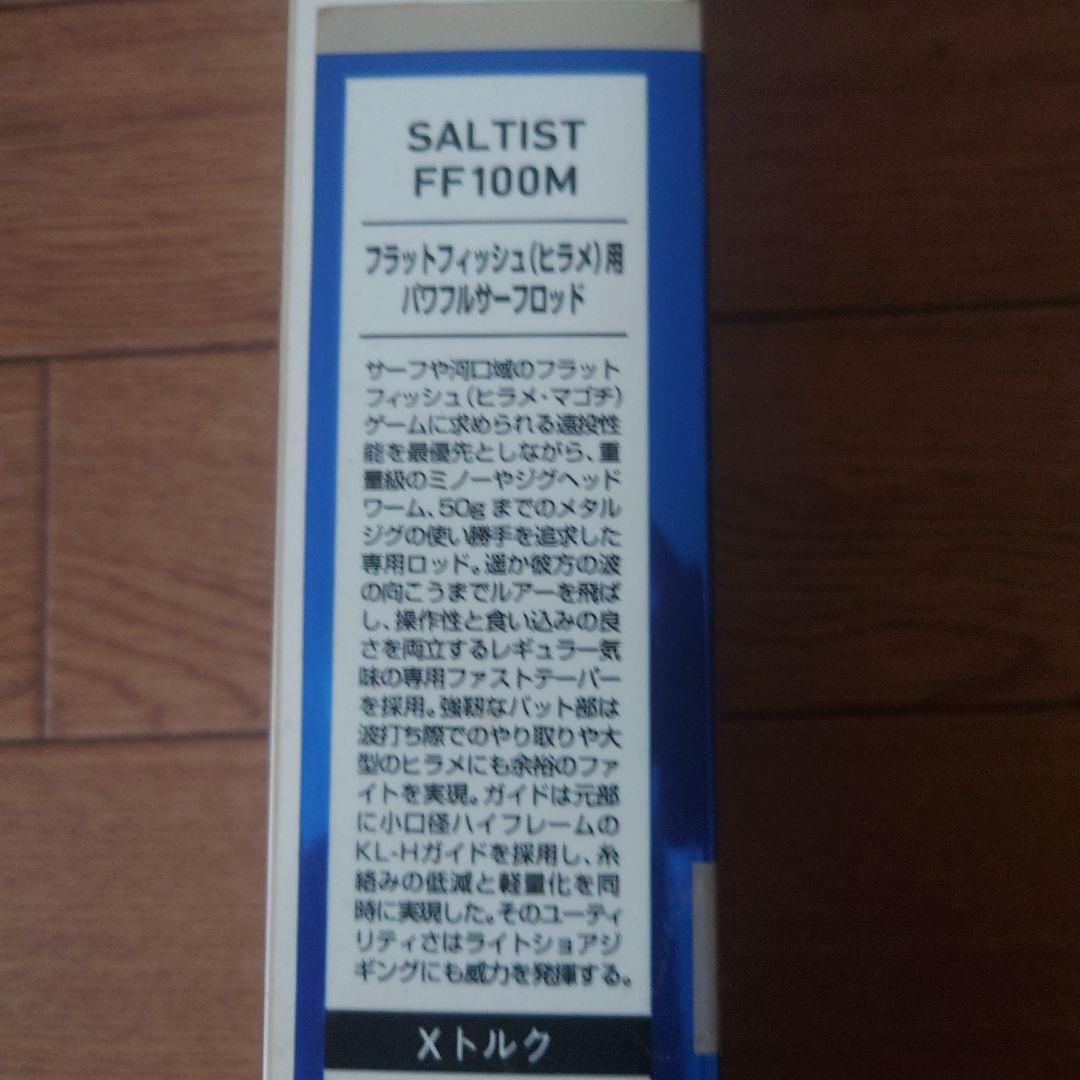 SALTIST
FF100M
フラットフィッシュ(ヒラメ)用
パワフルサーフロッド
サーフや河口域のフラット
フィッシュ(ヒラメ・マゴチ)
ゲームに求められる遠投性
能を最優先としながら、重
量級のミノーやジグヘッド
ワーム、50gまでのメタル
ジグの使い勝手を追求した
専用ロッド。遥か彼方の波
の向こうまでルアーを飛ば
し、操作性と食い込みの良
さを両立するレギュラー気
味の専用ファストテーパー
を採用。強靭なバット部は
波打ち際でのやり取りや大
型のヒラメにも余裕のファ
イトを実現。ガイドは元部
に小口径ハイフレームの
KL-Hガイドを採用し、糸
絡みの低減と軽量化を同
時に実現した。そのユーティ
リティさはライトショアジ
ギングにも威力を発揮する。
Xトルク